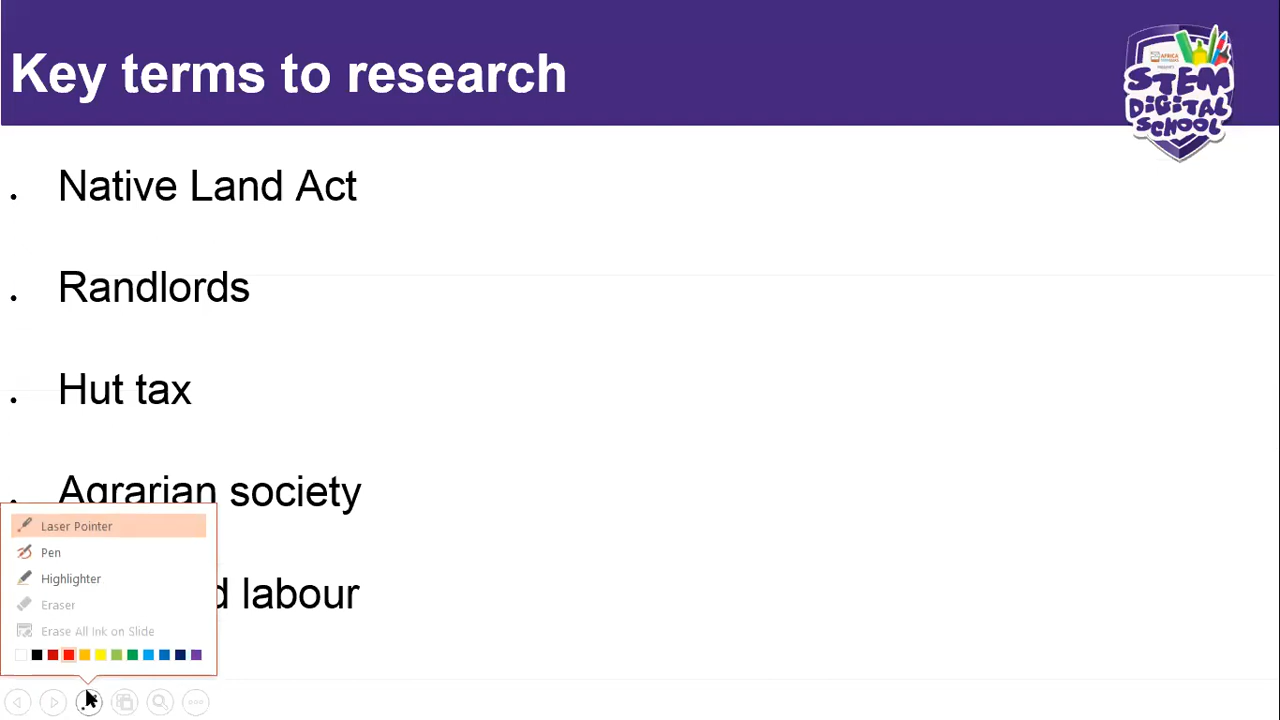 Key terms to research
AFRICA
STEM
DIGITAL
SCHOOL
. Native Land Act
. Randlords
. Hut tax
. Agrarian society
labour
Laser Pointer
Pen
Highlighter
Eraser
Erase All Ink on Slide